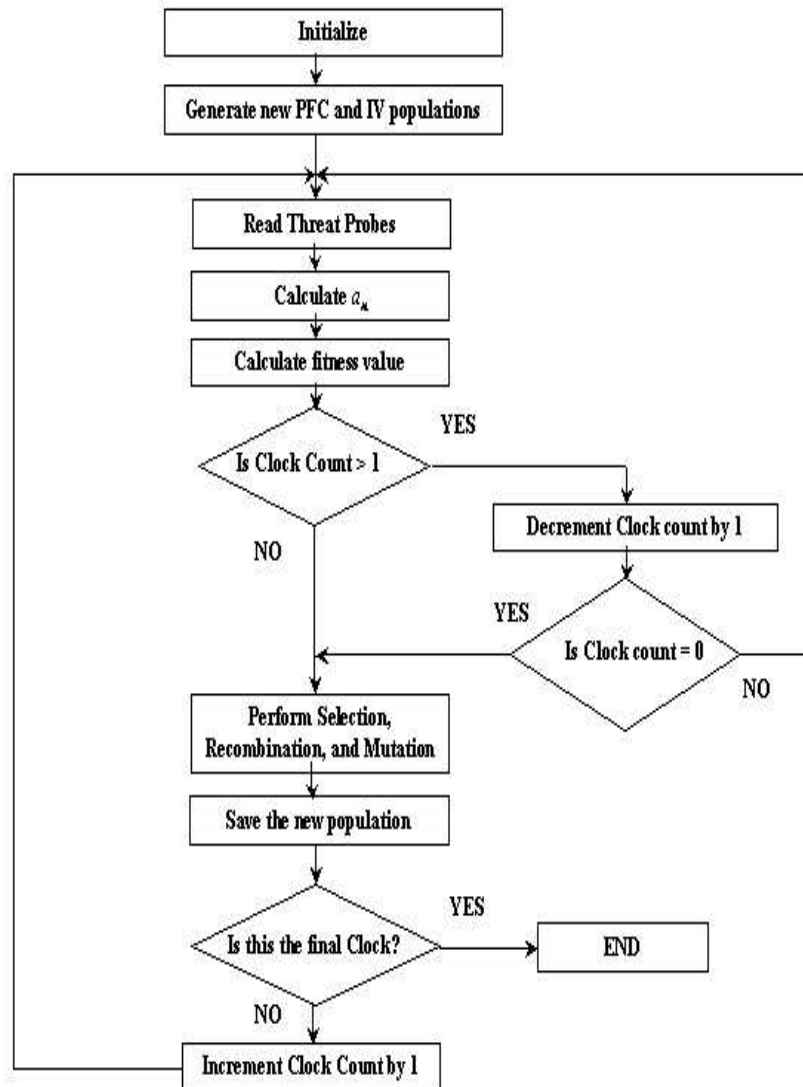 Initialize
Generate new PFC and IV populations
Read Threat Probes
Calculate a
Calculate fitness value
Is Clock Count > 1
YES
NO
Decrement Clock count by 1
Is Clock count = 0
YES
NO
Perform Selection,
Recombination, and Mutation
Save the new population
Is this the final Clock?
YES
END
NO
Increment Clock Count by 1